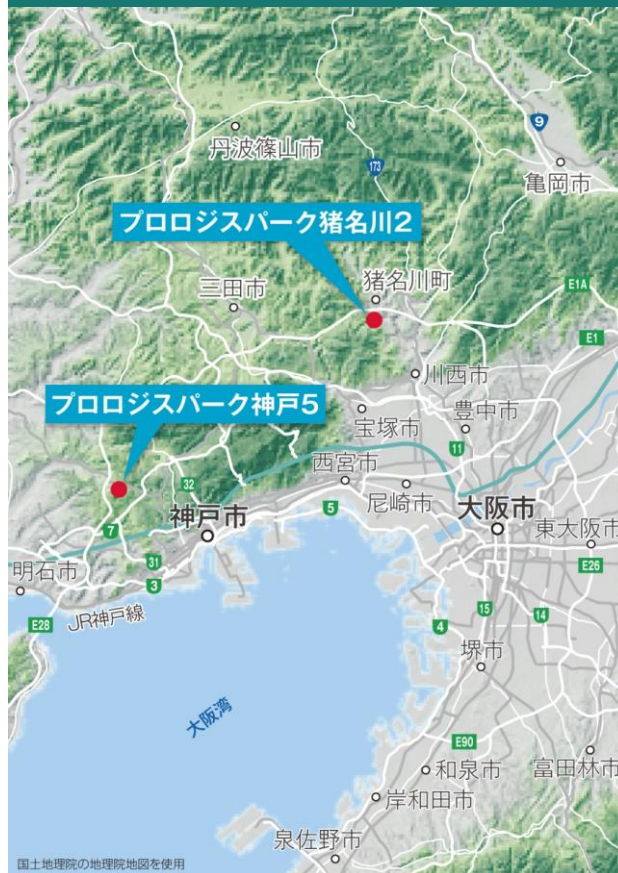 9
丹波篠山市
173
亀岡市
プロロジスパーク猪名川2
三田市
猪名川町
E1A
E1
川西市
プロロジスパーク神戸5
宝塚市
豊中市
11
西宮市
32
尼崎市
大阪市
神戸市
5
7
東大阪市
31
E26
明石市
3
JR神戸線
E28
15
14
4
堺市
大阪湾
E90
和泉市
富田林市
岸和田市
泉佐野市
国土地理院の地理院地図を使用